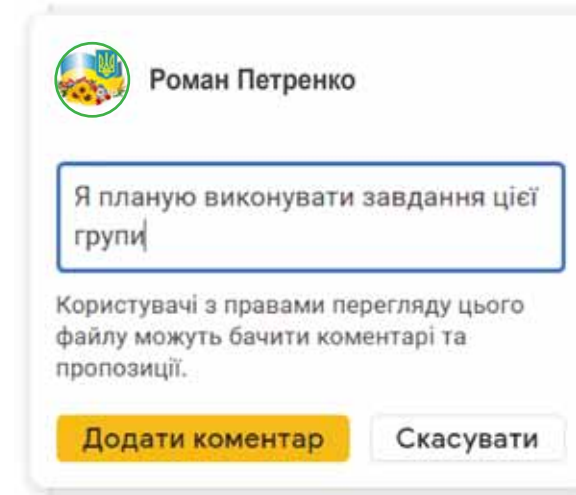 Роман Петренко
Я планую виконувати завдання цієї
групи
Користувачі з правами перегляду цього
файлу можуть бачити коментарі та
пропозиції.
Додати коментар Скасувати